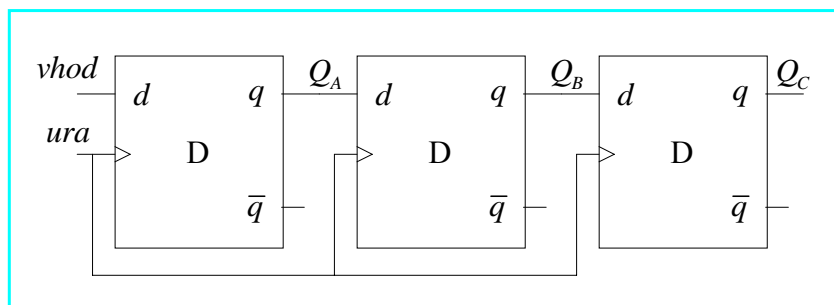 vhod Q_A Q_B Q_C
d q d q d q
ura D D D
q̅ q̅ q̅